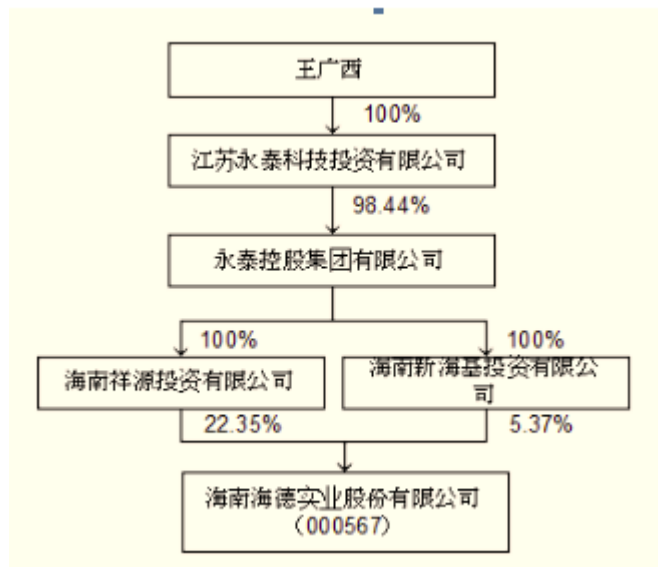 王广西
100%
江苏永泰科技投资有限公司
98.44%
永泰控股集团有限公司
100%
100%
海南祥源投资有限公司
海南新海基投资有限公
司
22.35%
5.37%
海南海德实业股份有限公司
（000567）